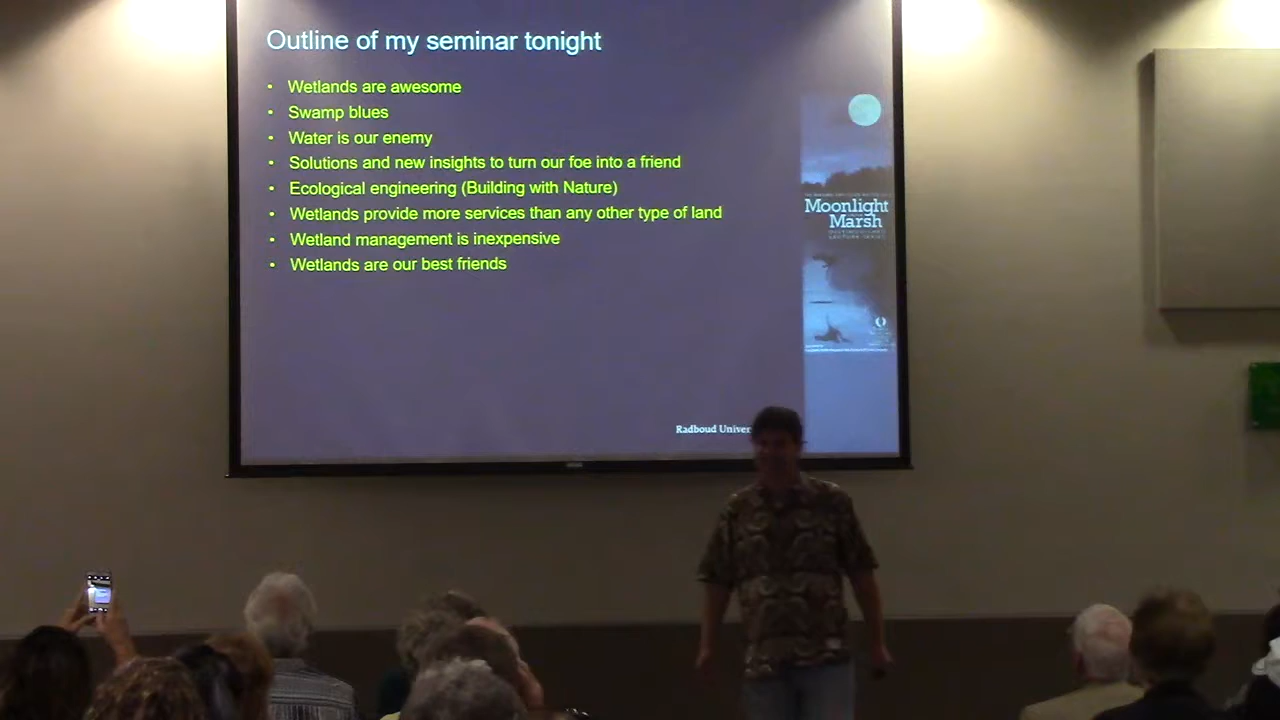 Outline of my seminar tonight
• Wetlands are awesome
• Swamp blues
• Water is our enemy
• Solutions and new insights to turn our foe into a friend
• Ecological engineering (Building with Nature)
• Wetlands provide more services than any other type of land
• Wetland management is inexpensive
• Wetlands are our best friends
Moonlight
Marsh
Radboud Univer